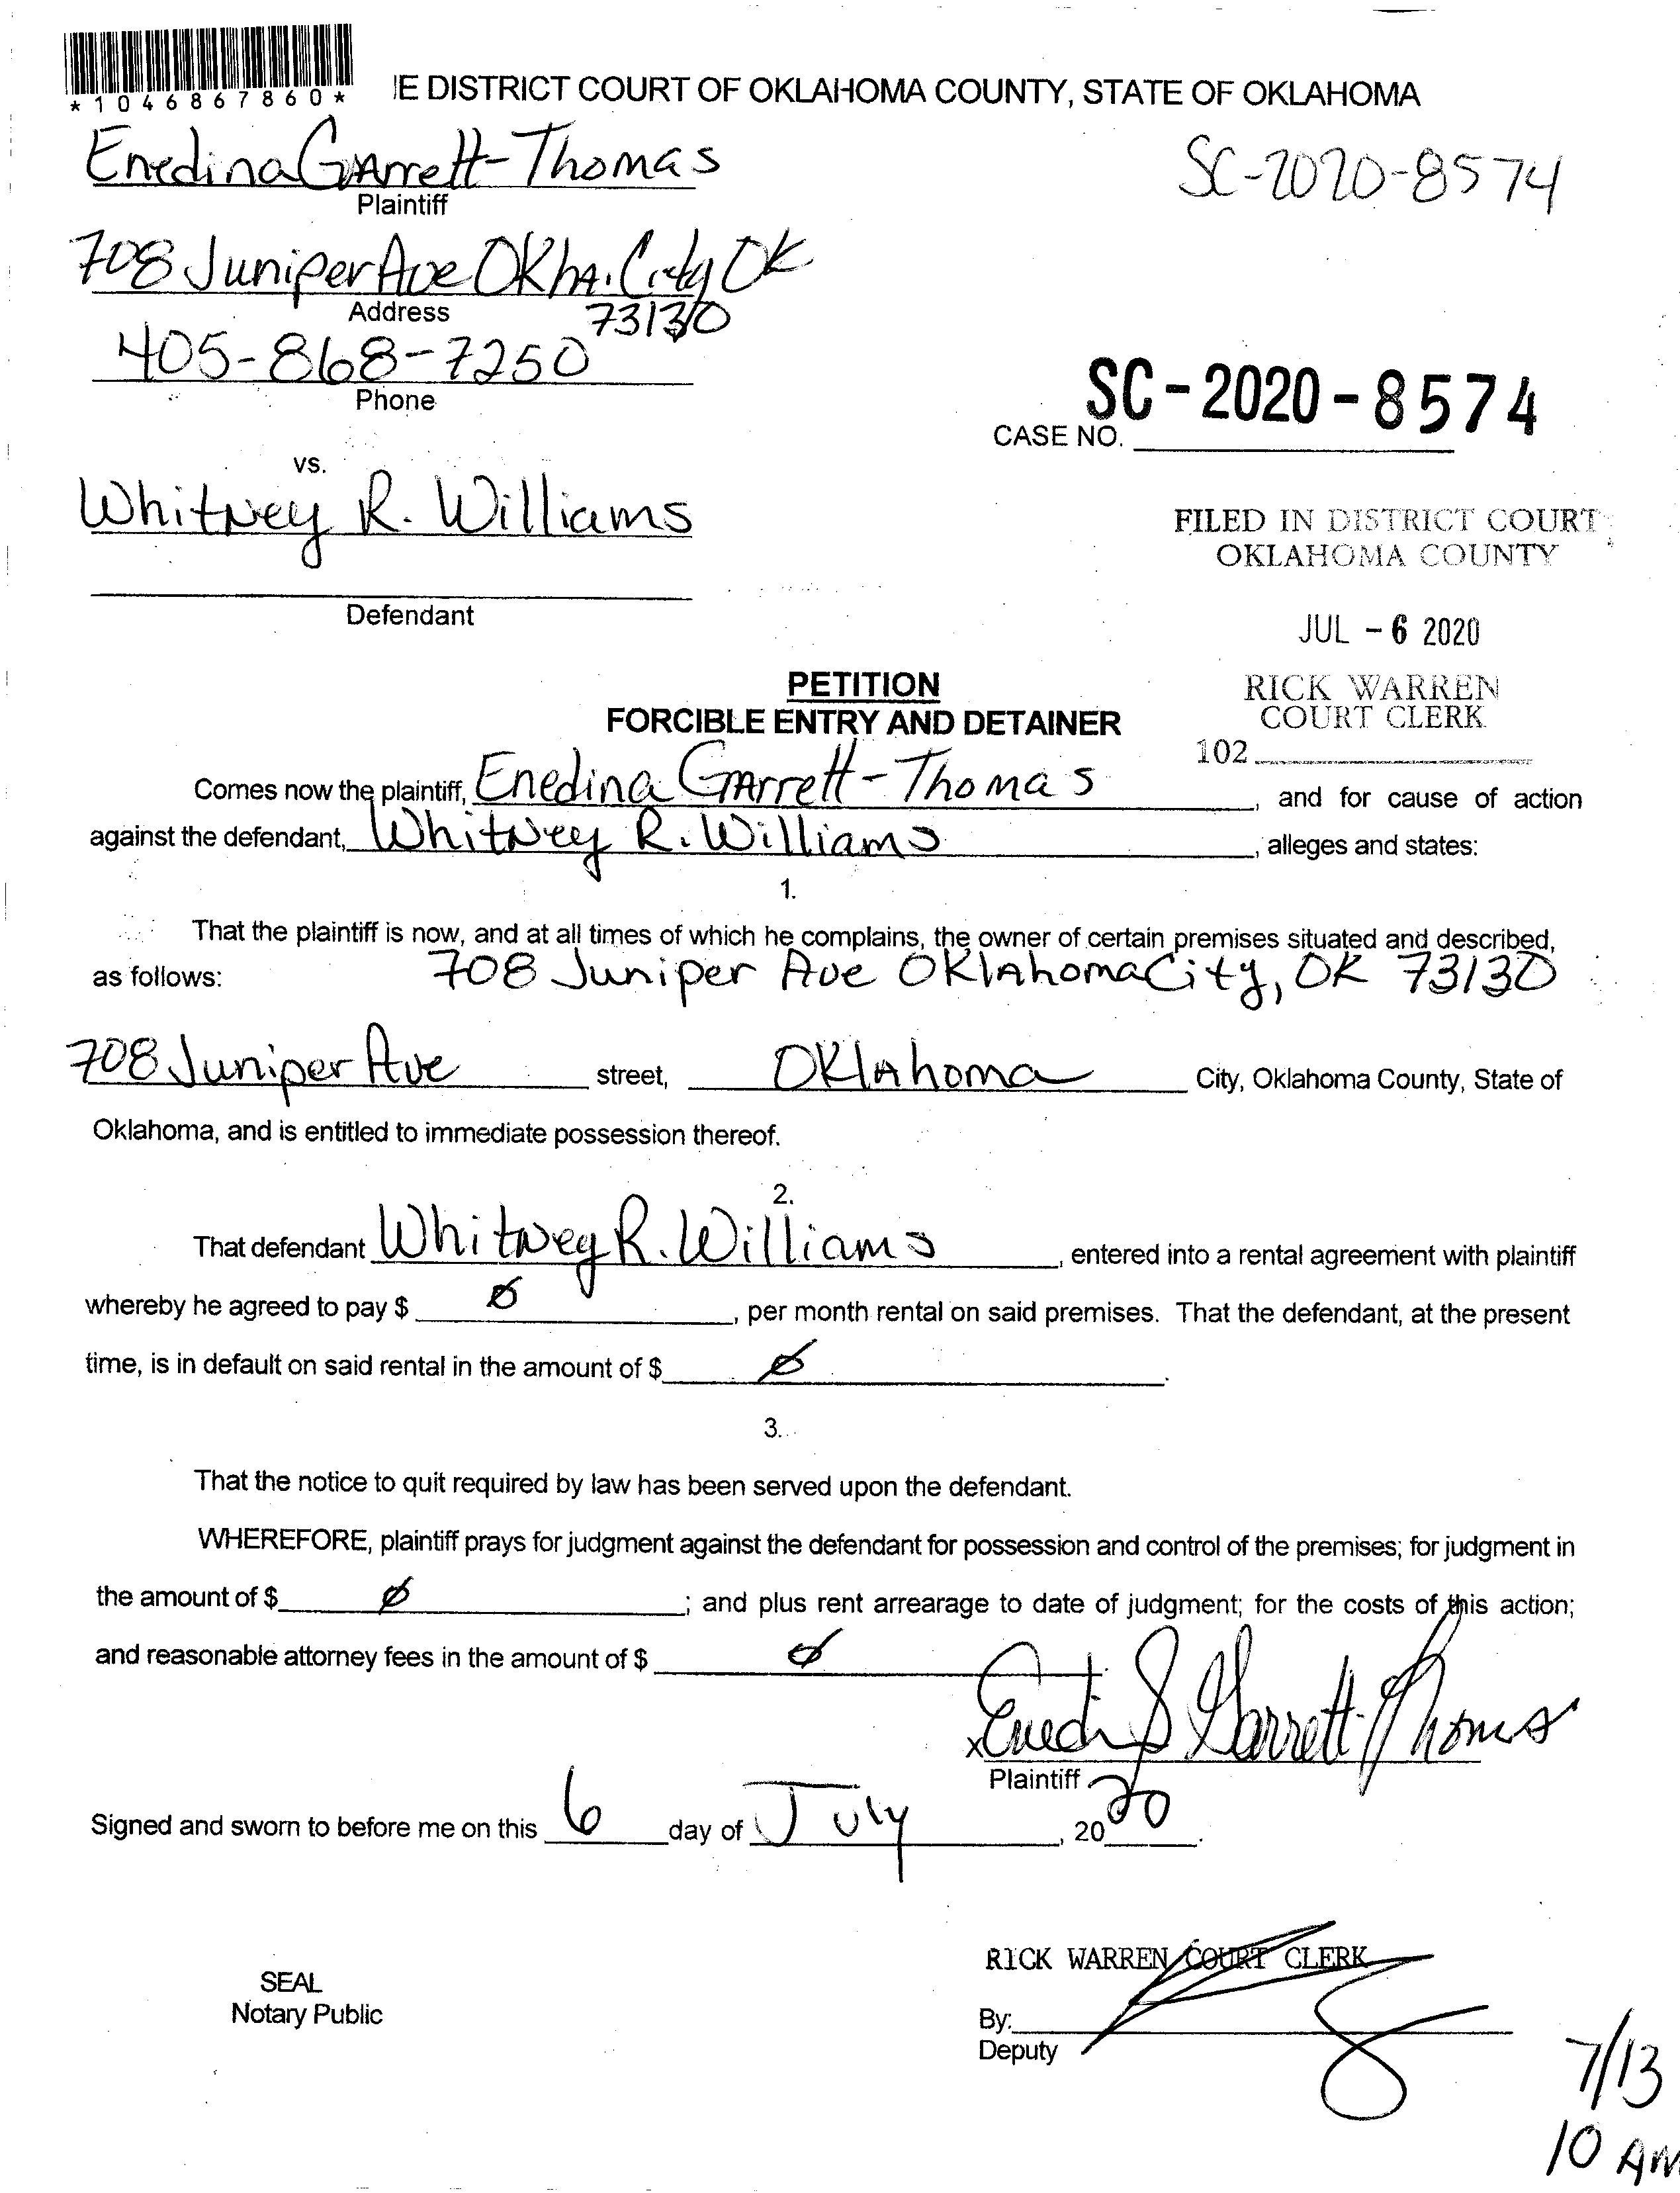 *1046867860*
IE DISTRICT COURT OF OKLAHOMA COUNTY, STATE OF OKLAHOMA
Enedina GArrett-Thomas
SC-2020-8574
Plaintiff
708 Juniper Ave OKhA. City OK
Address
73130
405-868-7250
Phone
SC-2020-8574
CASE NO.
vs.
Whitney R. Williams
Defendant
FILED IN DISTRICT COURT
OKLAHOMA COUNTY
JUL - 6 2020
RICK WARREN
COURT CLERK
102
PETITION
FORCIBLE ENTRY AND DETAINER
Comes now the plaintiff, Enedina GArrett-Thomas, and for cause of action
against the defendant, Whitney R. Williams, alleges and states:
1.
That the plaintiff is now, and at all times of which he complains, the owner of certain premises situated and described,
as follows: 708 Juniper Ave OKlAhoma City, OK 73130
708 Juniper Ave street, OKlAhoma City, Oklahoma County, State of
Oklahoma, and is entitled to immediate possession thereof.
2.
That defendant Whitney R. Williams, entered into a rental agreement with plaintiff
whereby he agreed to pay $ Ø, per month rental on said premises. That the defendant, at the present
time, is in default on said rental in the amount of $ Ø.
3.
That the notice to quit required by law has been served upon the defendant.
WHEREFORE, plaintiff prays for judgment against the defendant for possession and control of the premises; for judgment in
the amount of $ Ø; and plus rent arrearage to date of judgment; for the costs of this action;
and reasonable attorney fees in the amount of $ Ø
x Enedi S Garrett-Thomas
Plaintiff
Signed and sworn to before me on this 6 day of July, 2020.
RICK WARREN COURT CLERK
SEAL
Notary Public
By:
Deputy
7/13
10 AM